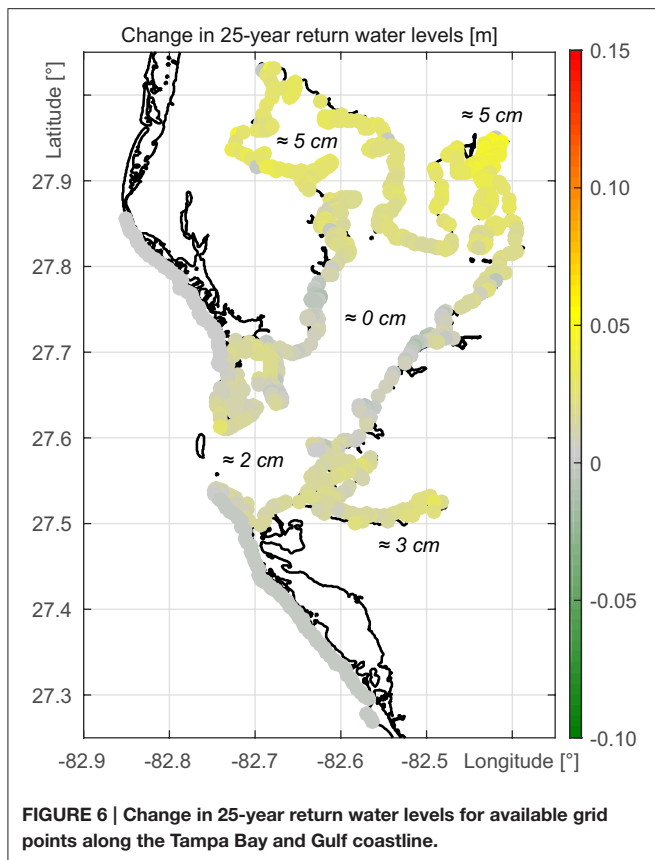 Change in 25-year return water levels [m]
Latitude [°]
27.9
27.8
27.7
27.6
27.5
27.4
27.3
≈ 5 cm
≈ 5 cm
≈ 0 cm
≈ 2 cm
≈ 3 cm
0.15
0.10
0.05
0
-0.05
-0.10
-82.9 -82.8 -82.7 -82.6 -82.5 Longitude [°]
FIGURE 6 | Change in 25-year return water levels for available grid
points along the Tampa Bay and Gulf coastline.